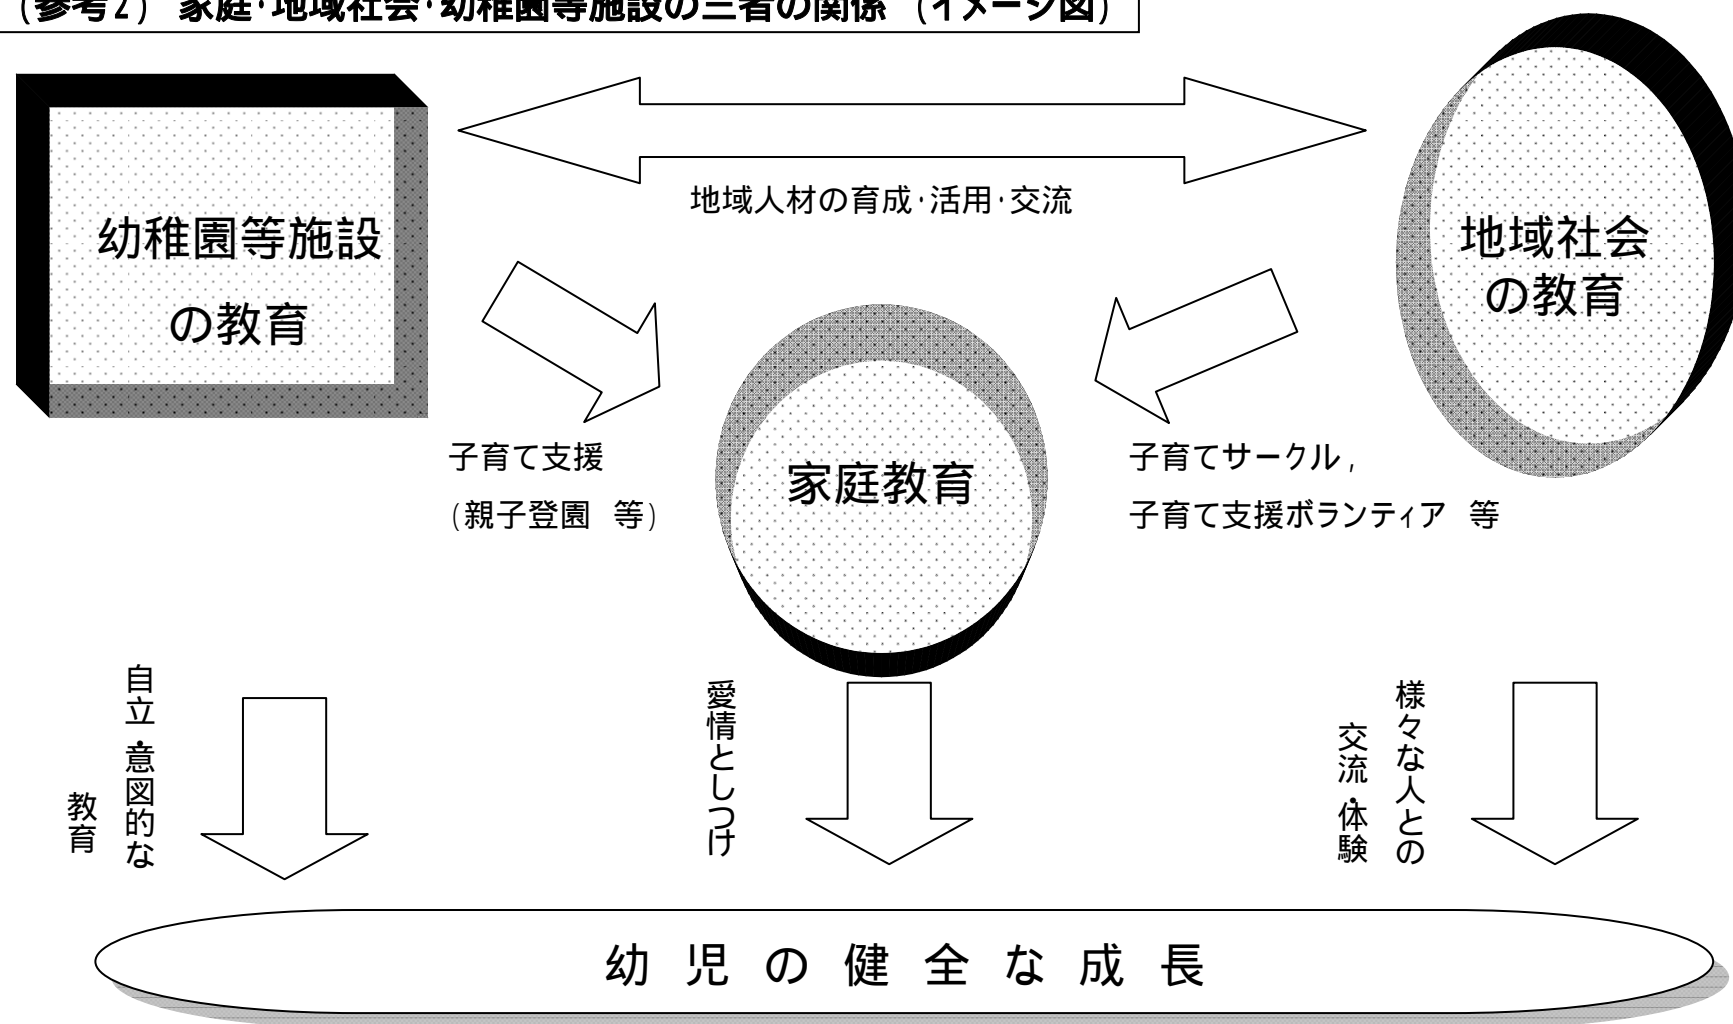 (参考2) 家庭・地域社会・幼稚園等施設の三者の関係 (イメージ図)
地域人材の育成・活用・交流
幼稚園等施設
の教育
地域社会
の教育
子育て支援
(親子登園 等)
家庭教育
子育てサークル,
子育て支援ボランティア 等
自立・意図的な
教育
愛情としつけ
様々な人との
交流・体験
幼児の健全な成長